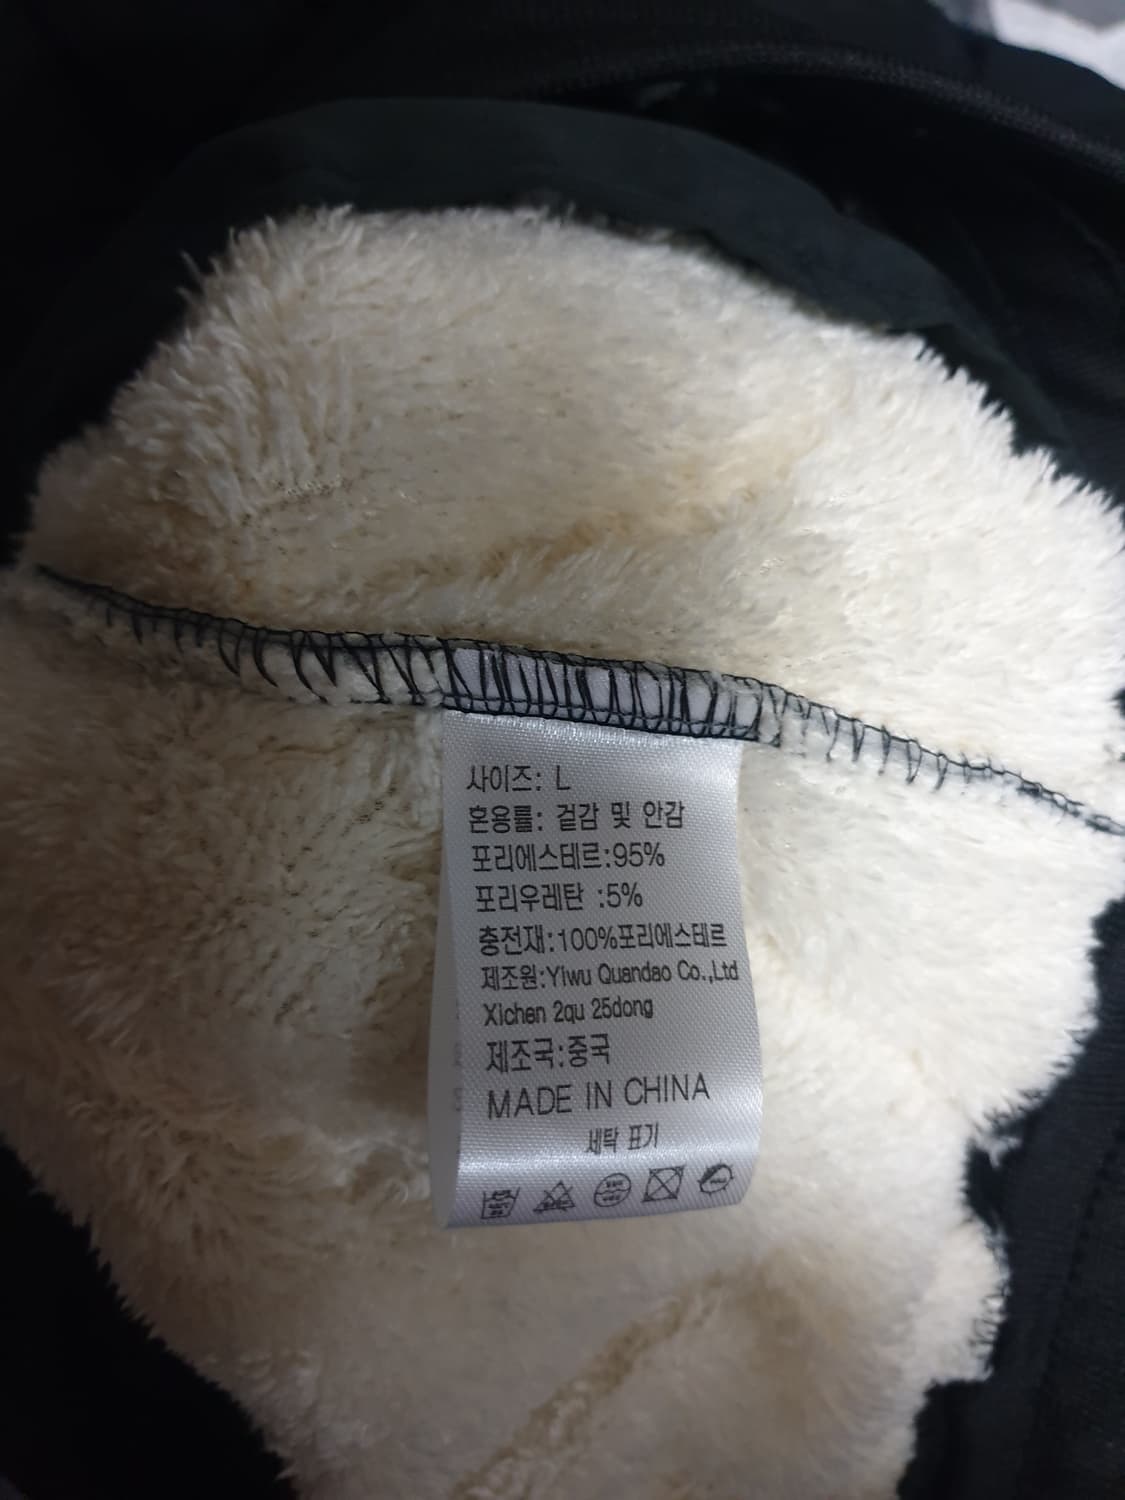 사이즈: L
혼용률: 겉감 및 안감
포리에스테르:95%
포리우레탄 :5%
충전재:100%포리에스테르
제조원:Yiwu Quandao Co.,Ltd
Xichen 2qu 25dong
제조국:중국
MADE IN CHINA
세탁 표기